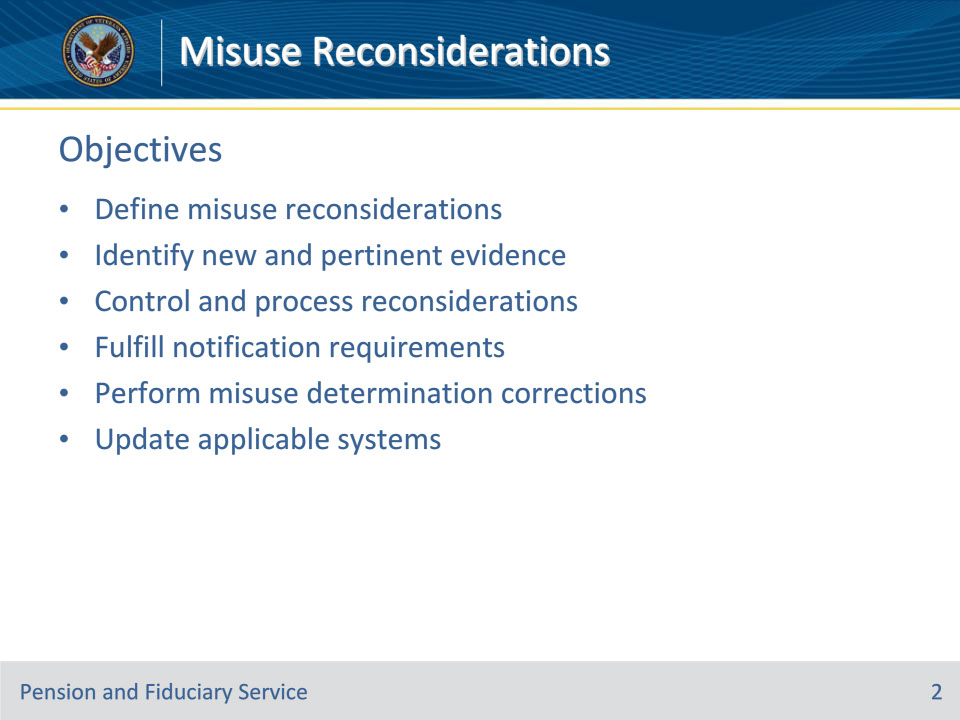 DEPARTMENT OF VETERANS AFFAIRS
UNITED STATES OF AMERICA
Misuse Reconsiderations
Objectives
• Define misuse reconsiderations
• Identify new and pertinent evidence
• Control and process reconsiderations
• Fulfill notification requirements
• Perform misuse determination corrections
• Update applicable systems
Pension and Fiduciary Service
2